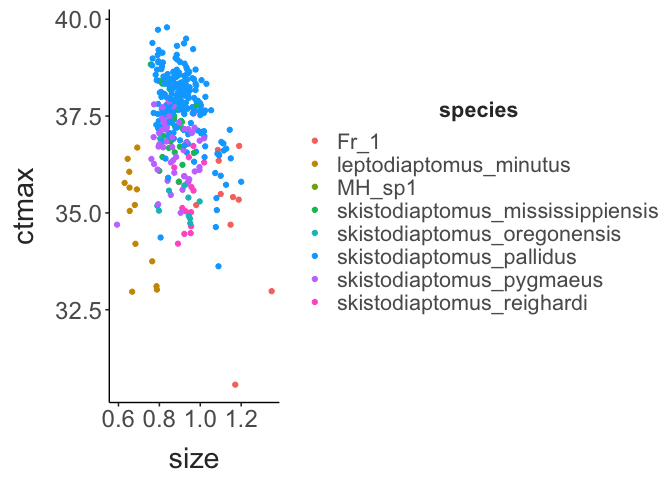 40.0
37.5
35.0
32.5
ctmax
0.6 0.8 1.0 1.2
size
species
Fr_1
leptodiaptomus_minutus
MH_sp1
skistodiaptomus_mississippiensis
skistodiaptomus_oregonensis
skistodiaptomus_pallidus
skistodiaptomus_pygmaeus
skistodiaptomus_reighardi